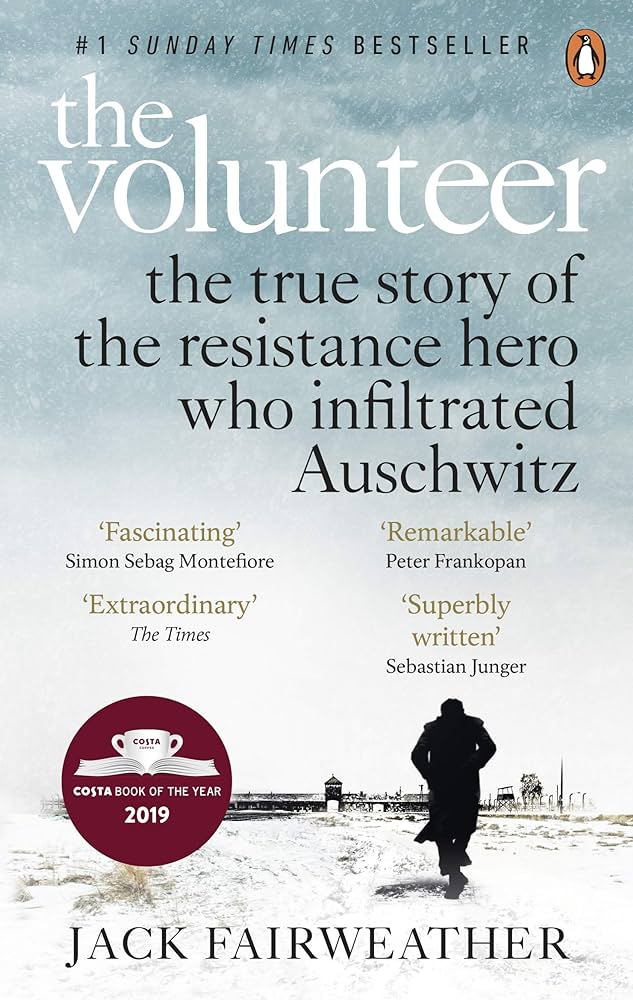 #1 SUNDAY TIMES BESTSELLER
the
volunteer
the true story of
the resistance hero
who infiltrated
Auschwitz
‘Fascinating’
Simon Sebag Montefiore
‘Remarkable’
Peter Frankopan
‘Extraordinary’
The Times
‘Superbly
written’
Sebastian Junger
COSTA
COFFEE
COSTA BOOK OF THE YEAR
2019
JACK FAIRWEATHER